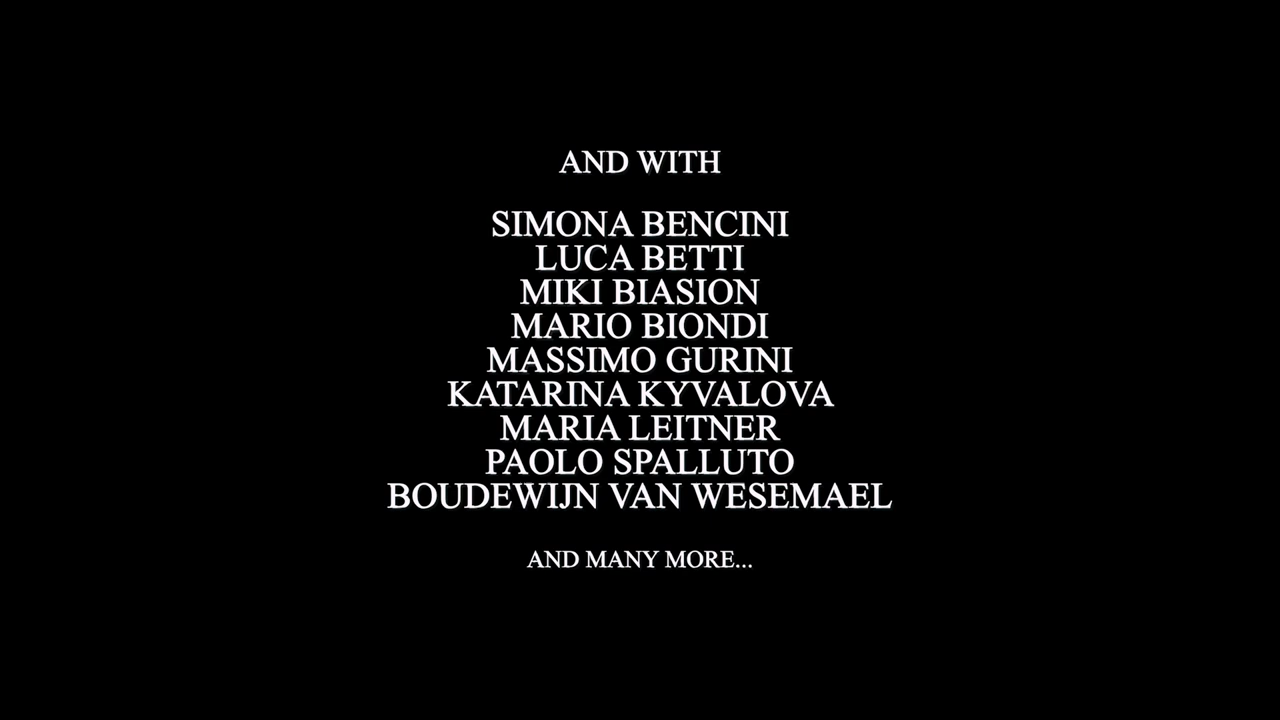 AND WITH
SIMONA BENCINI
LUCA BETTI
MIKI BIASION
MARIO BIONDI
MASSIMO GURINI
KATARINA KYVALOVA
MARIA LEITNER
PAOLO SPALLUTO
BOUDEWIJN VAN WESEMAEL
AND MANY MORE...